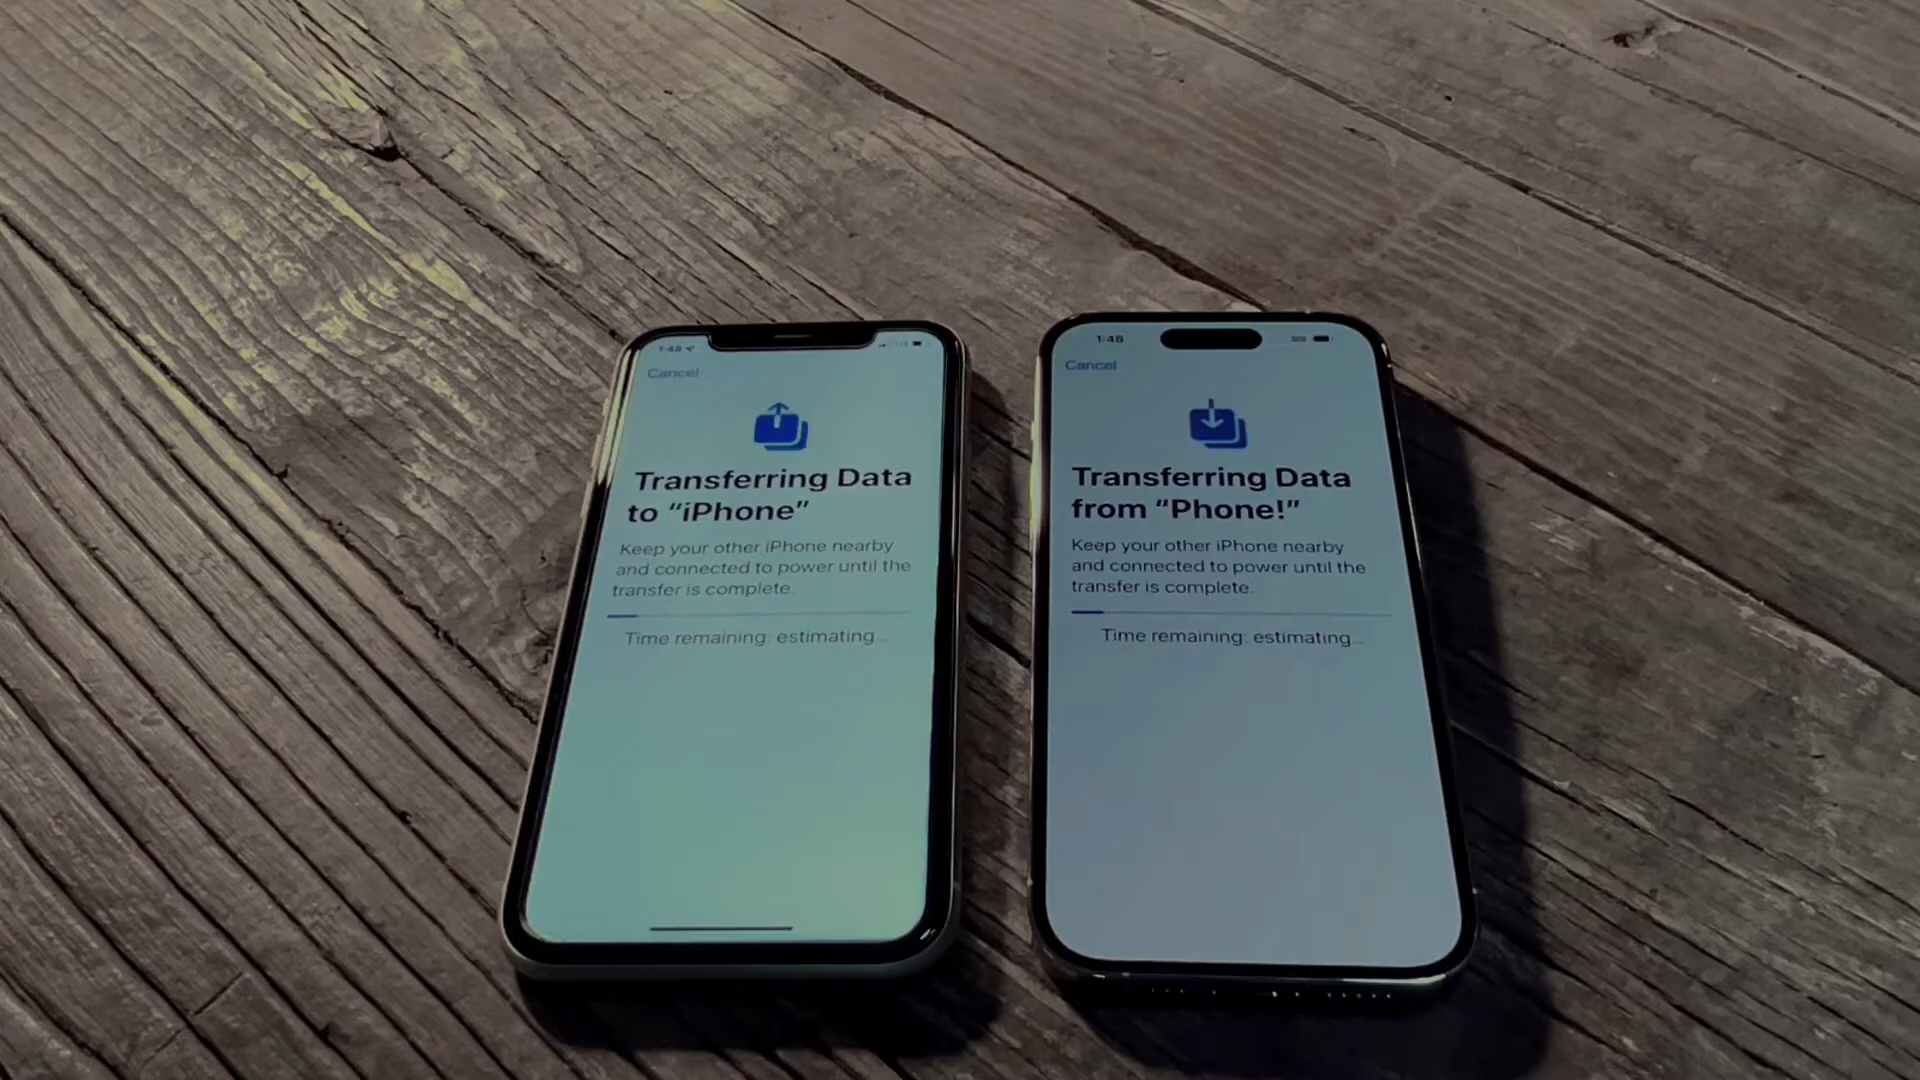 1:48
Cancel
Transferring Data
to “iPhone”
Keep your other iPhone nearby
and connected to power until the
transfer is complete.
Time remaining: estimating...
1:48
Cancel
Transferring Data
from “Phone!”
Keep your other iPhone nearby
and connected to power until the
transfer is complete.
Time remaining: estimating...